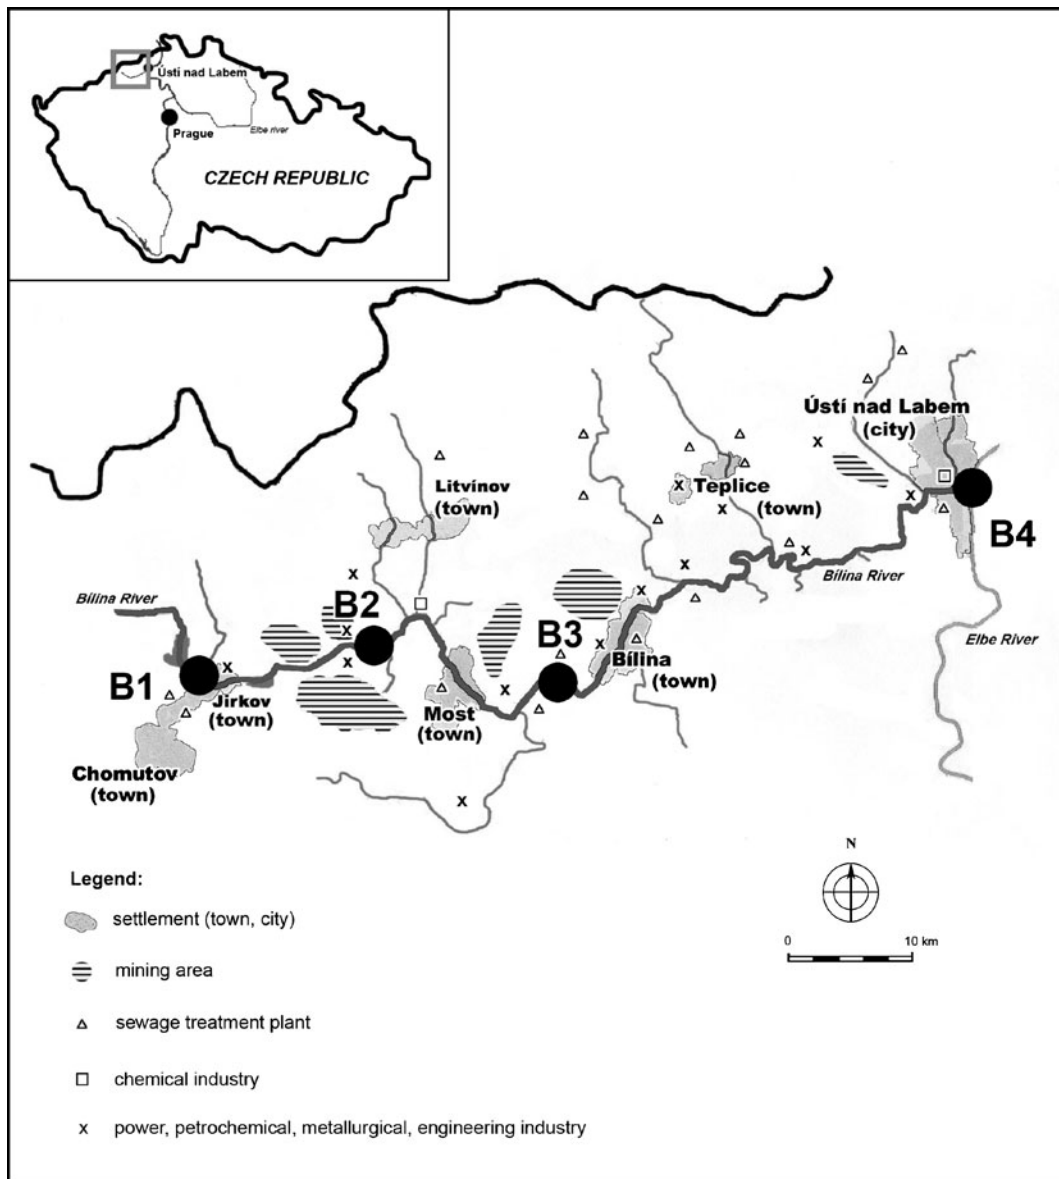 Ústí nad Labem
Elbe river
Prague
CZECH REPUBLIC
Ústí nad Labem
(city)
Litvínov
(town)
Teplice
(town)
B4
Bílina River
Bílina River
B2
B3
Elbe River
B1
Bílina
(town)
Jirkov
(town)
Most
(town)
Chomutov
(town)
N
Legend:
settlement (town, city)
0 10 km
mining area
sewage treatment plant
chemical industry
x power, petrochemical, metallurgical, engineering industry